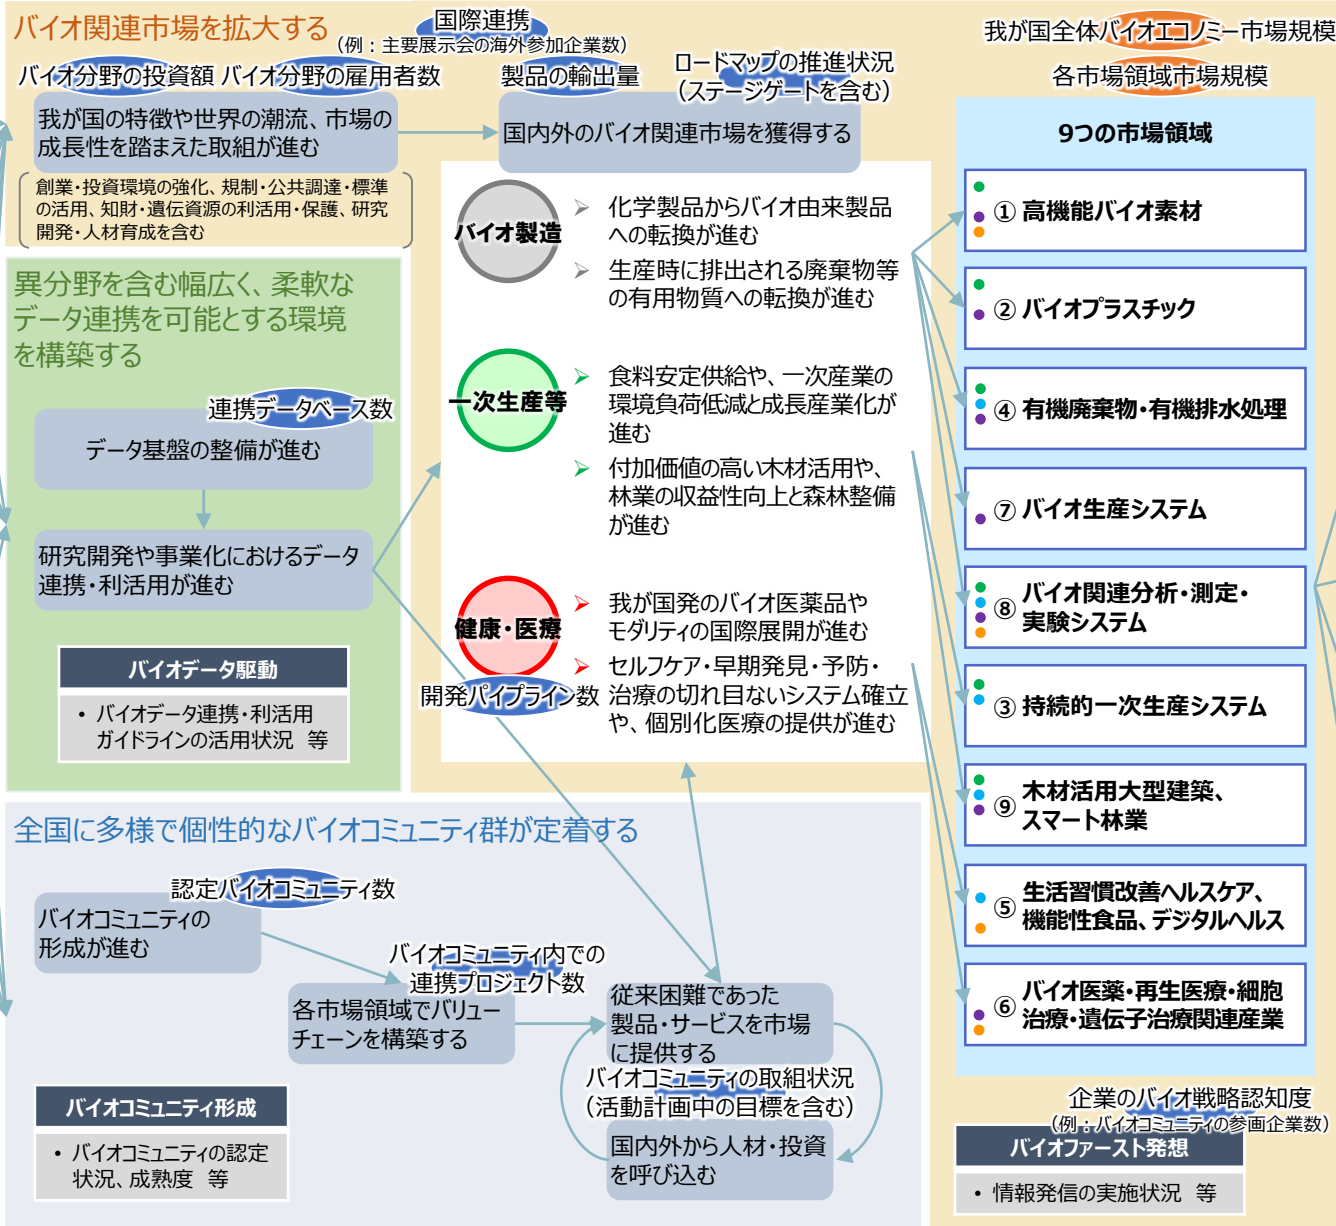 バイオ関連市場を拡大する
国際連携
(例：主要展示会の海外参加企業数)
バイオ分野の投資額
バイオ分野の雇用者数
製品の輸出量
ロードマップの推進状況
(ステージゲートを含む)
我が国の特徴や世界の潮流、市場の
成長性を踏まえた取組が進む
国内外のバイオ関連市場を獲得する
創業・投資環境の強化、規制・公共調達・標準
の活用、知財・遺伝資源の利活用・保護、研究
開発・人材育成を含む
バイオ製造
➢ 化学製品からバイオ由来製品
への転換が進む
➢ 生産時に排出される廃棄物等
の有用物質への転換が進む
一次生産等
➢ 食料安定供給や、一次産業の
環境負荷低減と成長産業化が
進む
➢ 付加価値の高い木材活用や、
林業の収益性向上と森林整備
が進む
健康・医療
開発パイプライン数
➢ 我が国発のバイオ医薬品や
モダリティの国際展開が進む
➢ セルフケア・早期発見・予防・
治療の切れ目ないシステム確立
や、個別化医療の提供が進む
異分野を含む幅広く、柔軟な
データ連携を可能とする環境
を構築する
連携データベース数
データ基盤の整備が進む
研究開発や事業化におけるデータ
連携・利活用が進む
バイオデータ駆動
• バイオデータ連携・利活用
ガイドラインの活用状況 等
全国に多様で個性的なバイオコミュニティ群が定着する
認定バイオコミュニティ数
バイオコミュニティの
形成が進む
バイオコミュニティ内での
連携プロジェクト数
各市場領域でバリュー
チェーンを構築する
従来困難であった
製品・サービスを市場
に提供する
バイオコミュニティの取組状況
(活動計画中の目標を含む)
国内外から人材・投資
を呼び込む
バイオコミュニティ形成
• バイオコミュニティの認定
状況、成熟度 等
我が国全体バイオエコノミー市場規模
各市場領域市場規模
9つの市場領域
① 高機能バイオ素材
② バイオプラスチック
④ 有機廃棄物・有機排水処理
⑦ バイオ生産システム
⑧ バイオ関連分析・測定・
実験システム
③ 持続的一次生産システム
⑨ 木材活用大型建築、
スマート林業
⑤ 生活習慣改善ヘルスケア、
機能性食品、デジタルヘルス
⑥ バイオ医薬・再生医療・細胞
治療・遺伝子治療関連産業
企業のバイオ戦略認知度
(例：バイオコミュニティの参画企業数)
バイオファースト発想
• 情報発信の実施状況 等